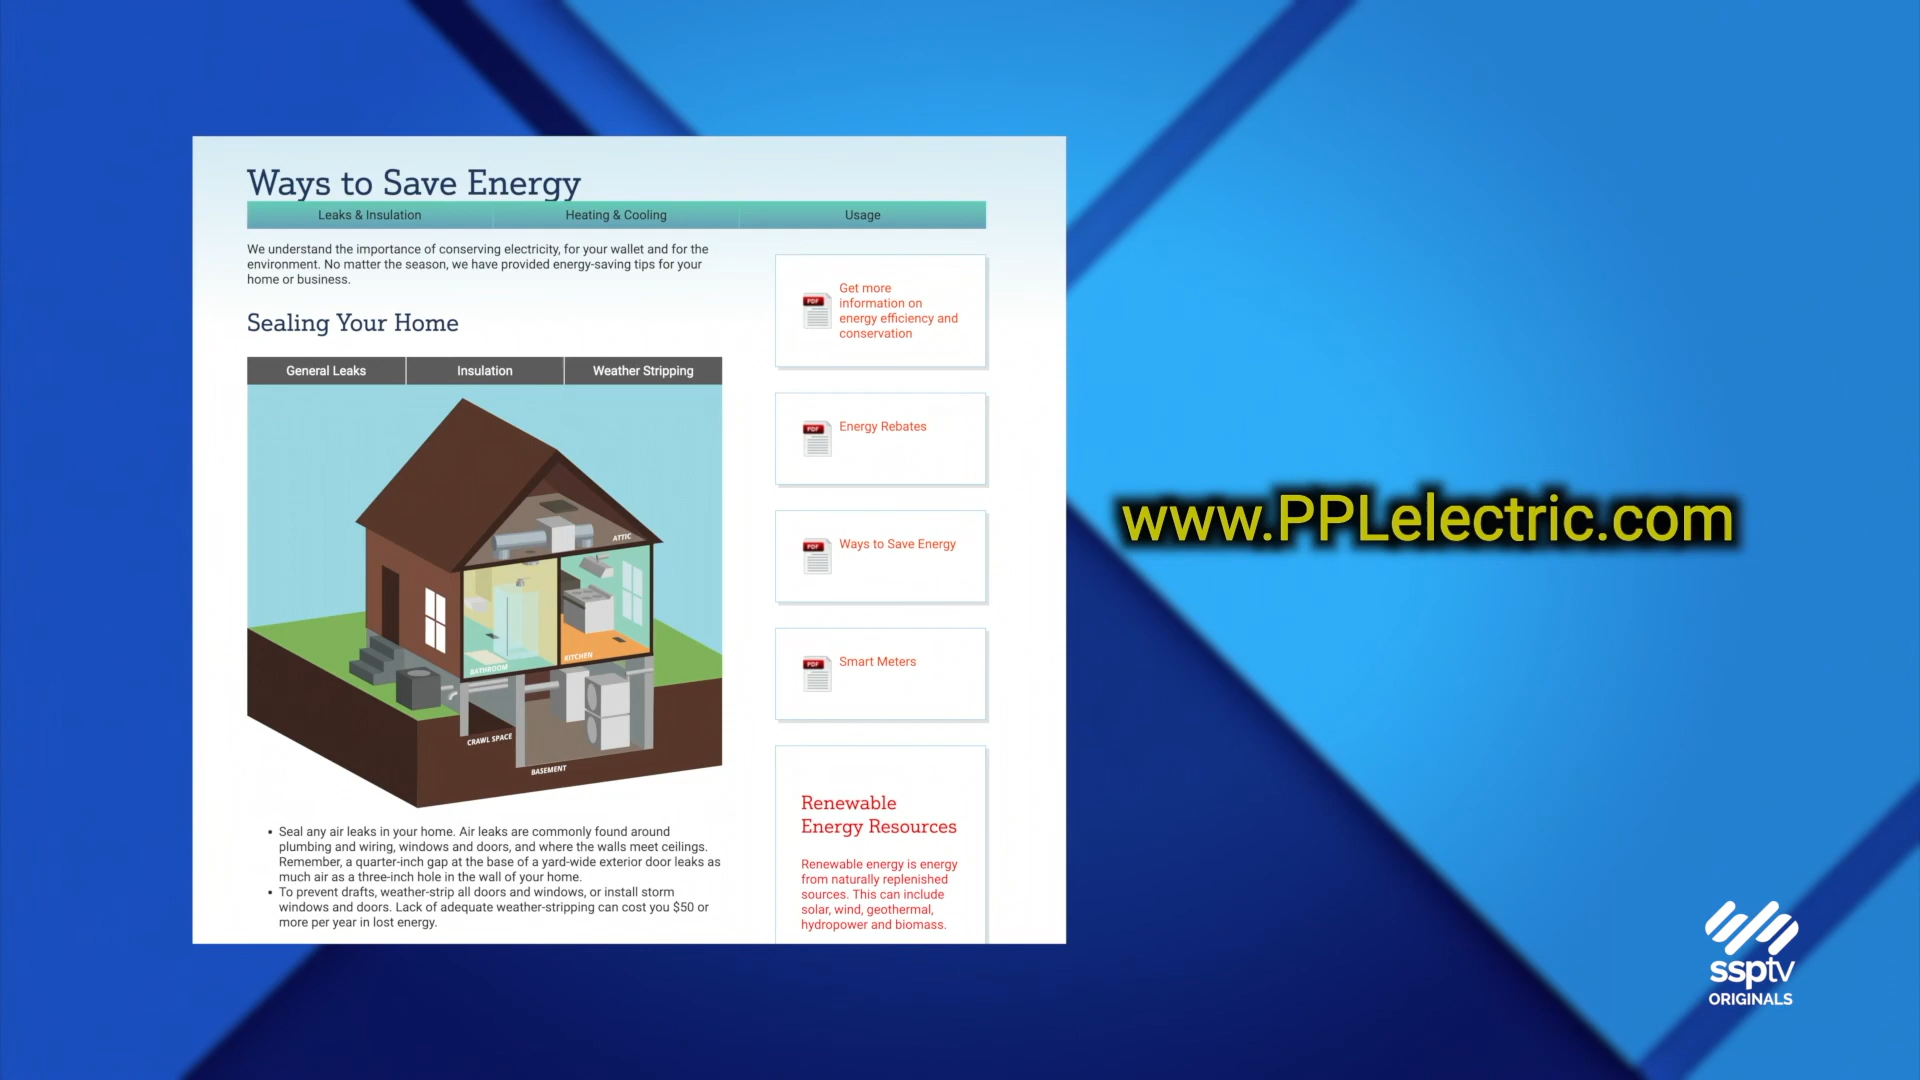 Ways to Save Energy
Leaks & Insulation
Heating & Cooling
Usage
We understand the importance of conserving electricity, for your wallet and for the
environment. No matter the season, we have provided energy-saving tips for your
home or business.
Sealing Your Home
General Leaks
Insulation
Weather Stripping
ATTIC
BATHROOM
KITCHEN
CRAWL SPACE
BASEMENT
• Seal any air leaks in your home. Air leaks are commonly found around
plumbing and wiring, windows and doors, and where the walls meet ceilings.
Remember, a quarter-inch gap at the base of a yard-wide exterior door leaks as
much air as a three-inch hole in the wall of your home.
• To prevent drafts, weather-strip all doors and windows, or install storm
windows and doors. Lack of adequate weather-stripping can cost you $50 or
more per year in lost energy.
PDF
Get more
information on
energy efficiency and
conservation
PDF
Energy Rebates
PDF
Ways to Save Energy
PDF
Smart Meters
Renewable
Energy Resources
Renewable energy is energy
from naturally replenished
sources. This can include
solar, wind, geothermal,
hydropower and biomass.
www.PPLelectric.com
ssptv
ORIGINALS